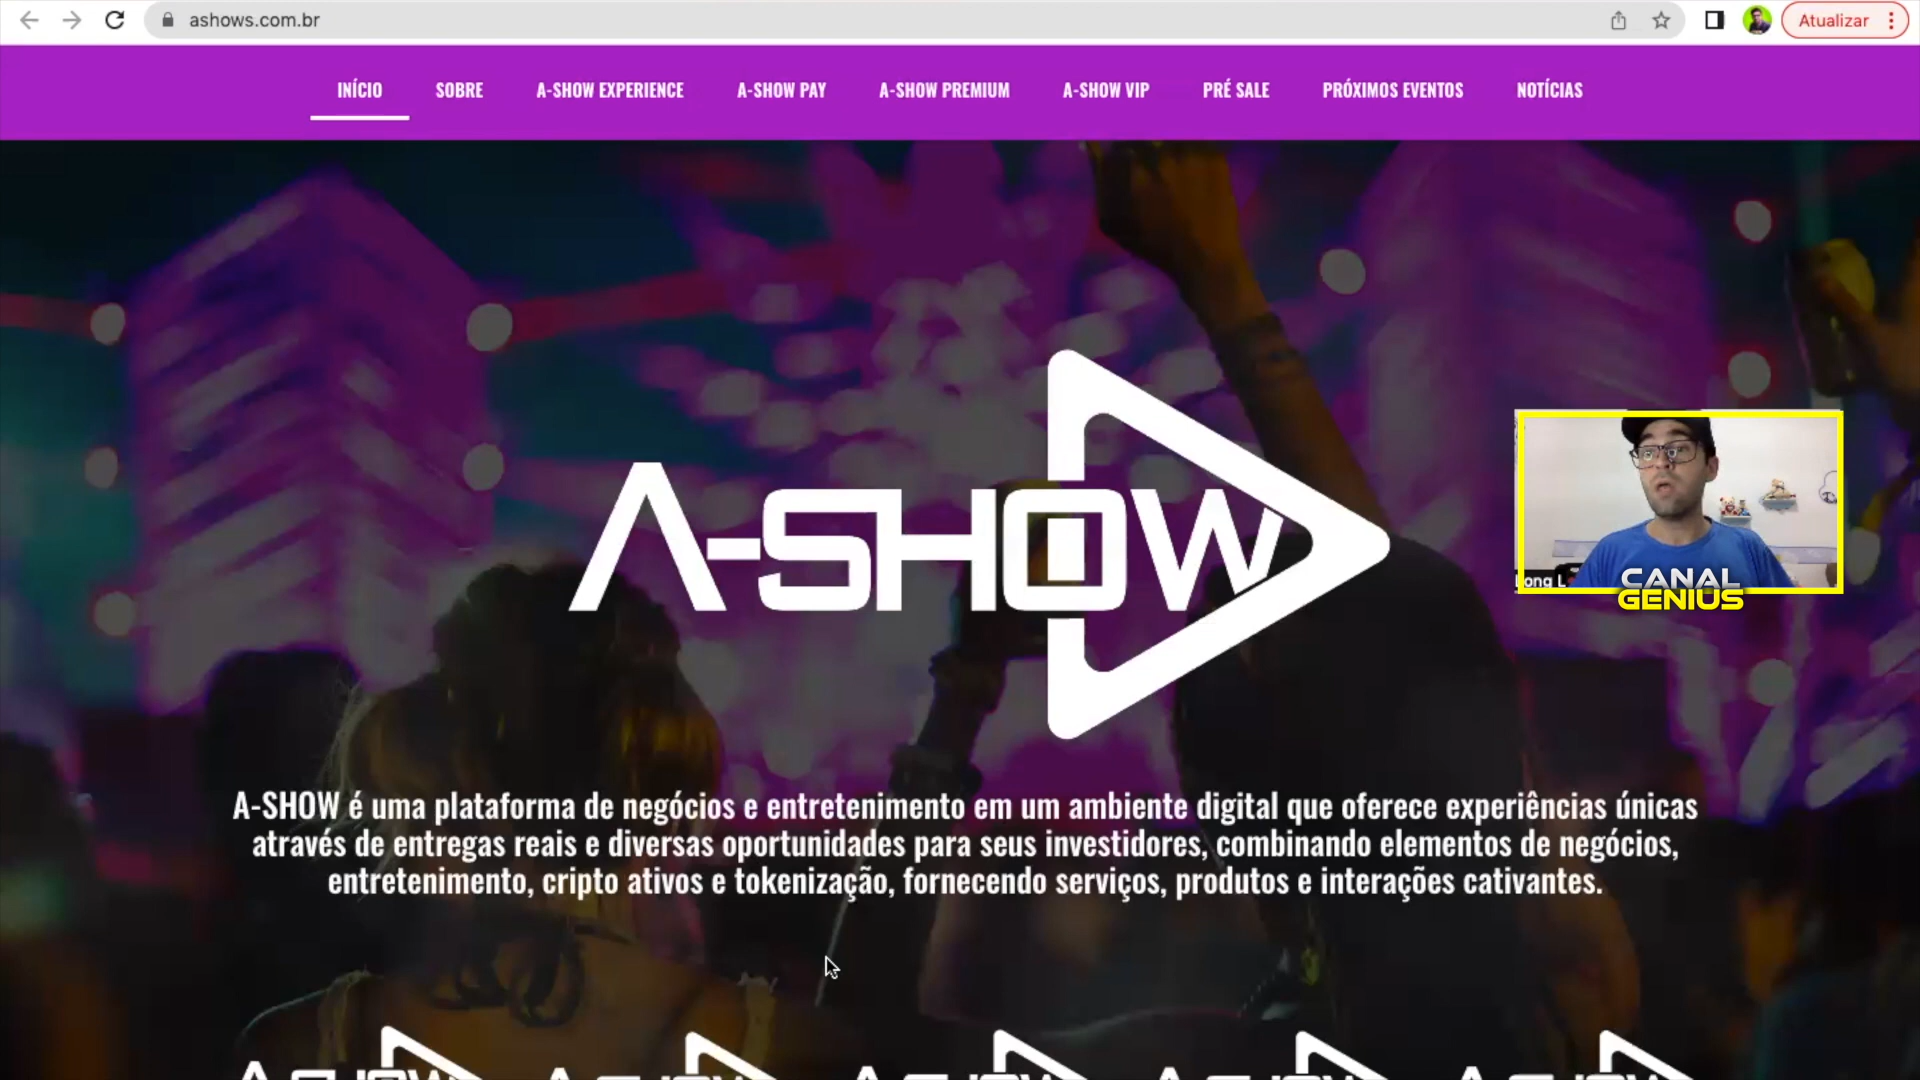 ashows.com.br
Atualizar
INÍCIO SOBRE A-SHOW EXPERIENCE A-SHOW PAY A-SHOW PREMIUM A-SHOW VIP PRÉ SALE PRÓXIMOS EVENTOS NOTÍCIAS
A-SHOW
CANAL
GENIUS
A-SHOW é uma plataforma de negócios e entretenimento em um ambiente digital que oferece experiências únicas
através de entregas reais e diversas oportunidades para seus investidores, combinando elementos de negócios,
entretenimento, cripto ativos e tokenização, fornecendo serviços, produtos e interações cativantes.